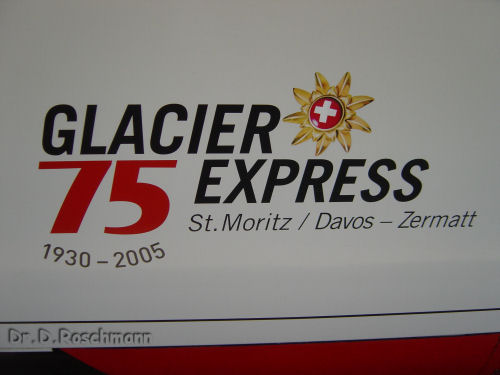 GLACIER
75 EXPRESS
St. Moritz / Davos – Zermatt
1930 – 2005
Dr. D. Roschmann